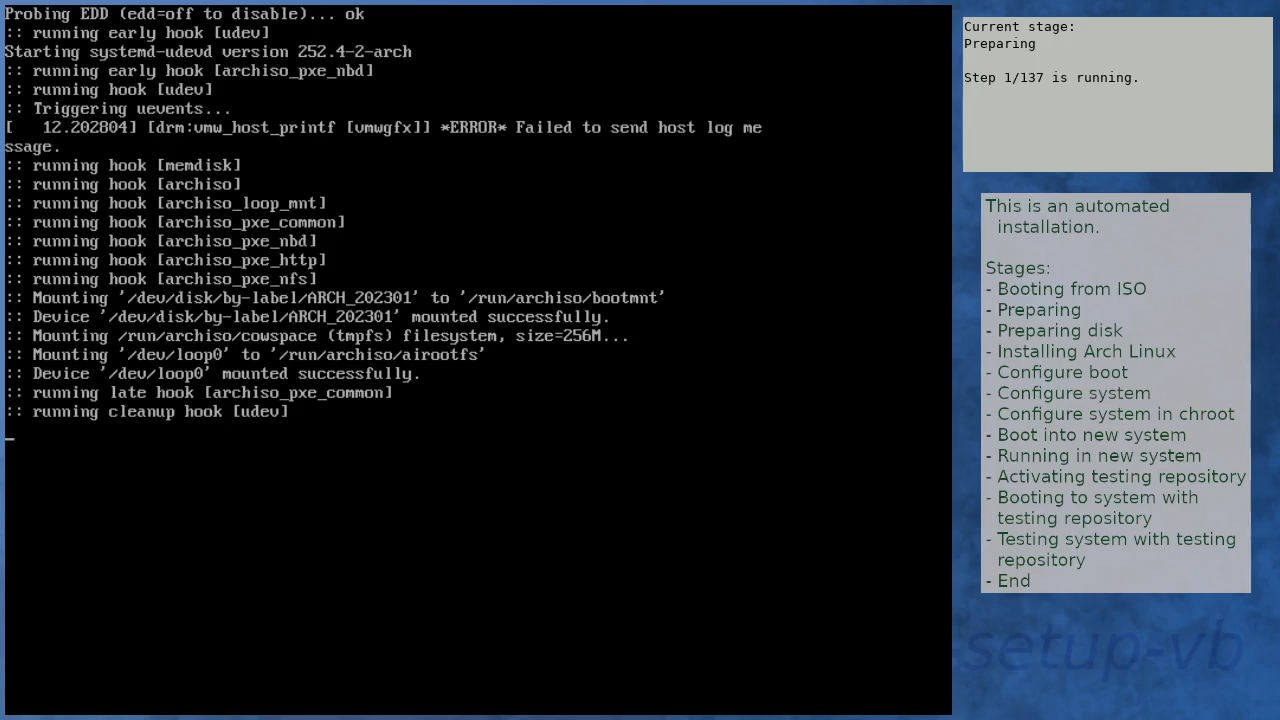 Probing EDD (edd=off to disable)... ok
:: running early hook [udev]
Starting systemd-udevd version 252.4-2-arch
:: running early hook [archiso_pxe_nbd]
:: running hook [udev]
:: Triggering uevents...
[   12.202804] [drm:vmw_host_printf [vmwgfx]] *ERROR* Failed to send host log me
ssage.
:: running hook [memdisk]
:: running hook [archiso]
:: running hook [archiso_loop_mnt]
:: running hook [archiso_pxe_common]
:: running hook [archiso_pxe_nbd]
:: running hook [archiso_pxe_http]
:: running hook [archiso_pxe_nfs]
:: Mounting '/dev/disk/by-label/ARCH_202301' to '/run/archiso/bootmnt'
:: Device '/dev/disk/by-label/ARCH_202301' mounted successfully.
:: Mounting /run/archiso/cowspace (tmpfs) filesystem, size=256M...
:: Mounting '/dev/loop0' to '/run/archiso/airootfs'
:: Device '/dev/loop0' mounted successfully.
:: running late hook [archiso_pxe_common]
:: running cleanup hook [udev]
_
Current stage:
Preparing
Step 1/137 is running.
This is an automated
installation.
Stages:
- Booting from ISO
- Preparing
- Preparing disk
- Installing Arch Linux
- Configure boot
- Configure system
- Configure system in chroot
- Boot into new system
- Running in new system
- Activating testing repository
- Booting to system with
testing repository
- Testing system with testing
repository
- End
setup-vb